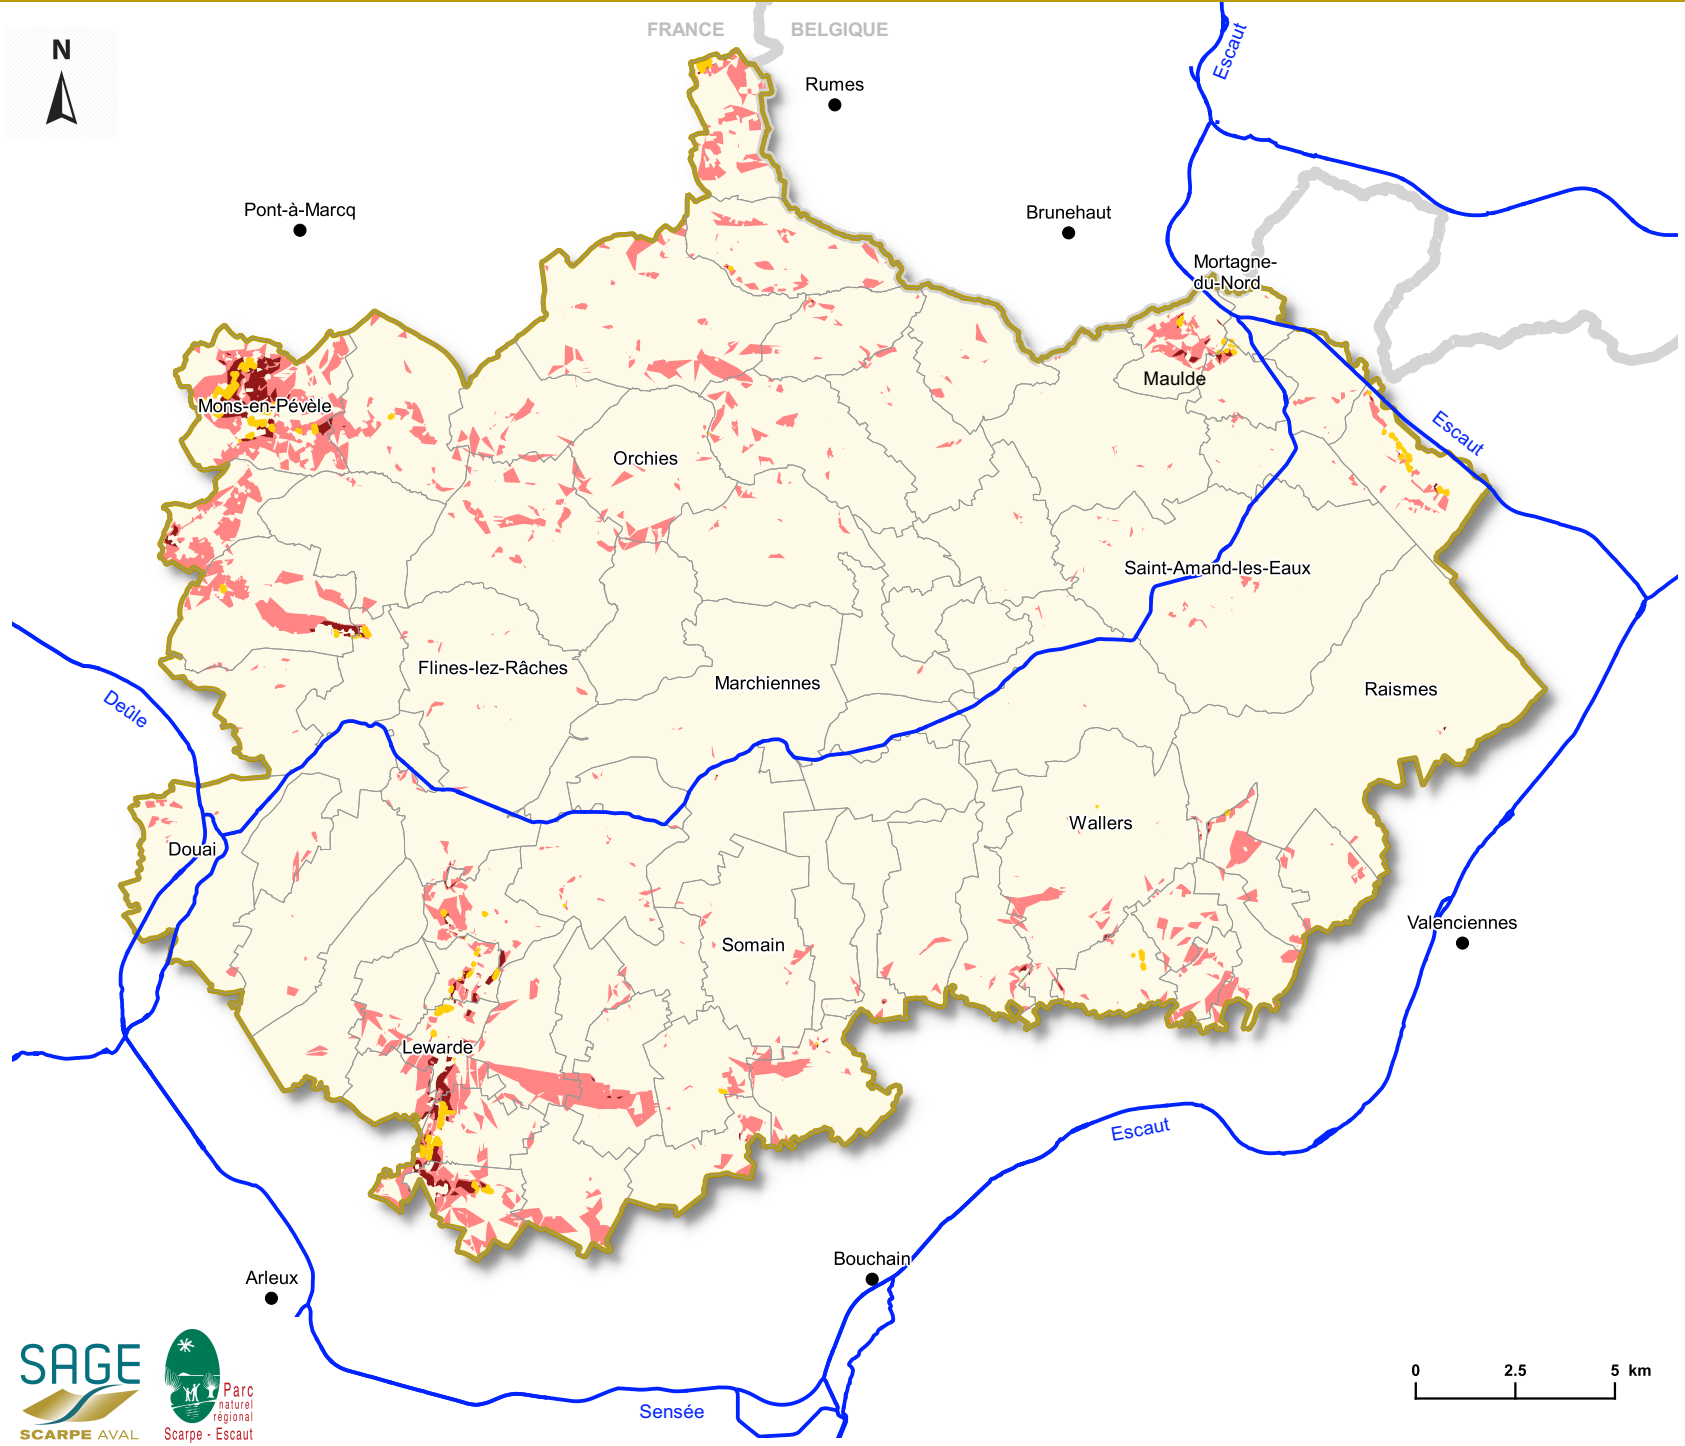 FRANCE
BELGIQUE
Escaut
N
Rumes
Pont-à-Marcq
Brunehaut
Mortagne-
du-Nord
Maulde
Mons-en-Pévèle
Escaut
Orchies
Saint-Amand-les-Eaux
Flines-lez-Râches
Marchiennes
Raismes
Deûle
Wallers
Douai
Valenciennes
Somain
Lewarde
Escaut
Bouchain
Arleux
Sensée
SAGE
SCARPE AVAL
Parc
naturel
régional
Scarpe - Escaut
0 2.5 5 km